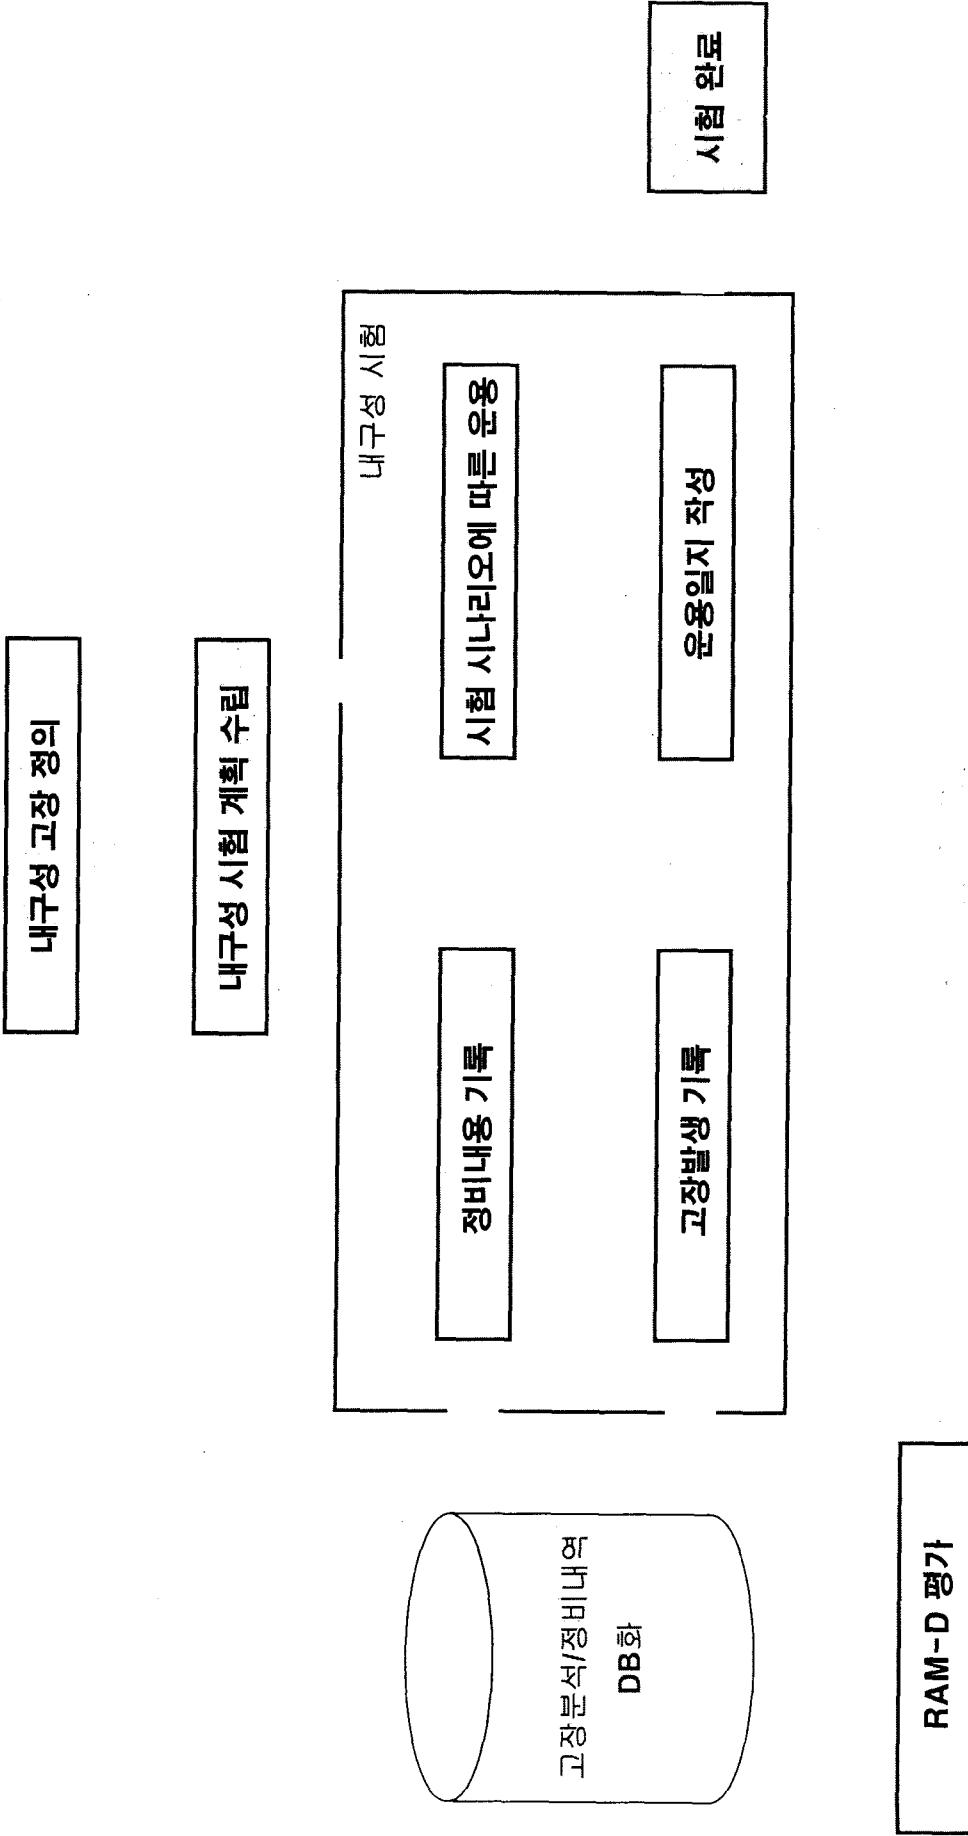 내구성 고장 정의
내구성 시험 계획 수립
내구성 시험
정비내용 기록
시험 시나리오에 따른 운용
고장발생 기록
운용일지 작성
시험 완료
고장분석/정비내역
DB화
RAM-D 평가